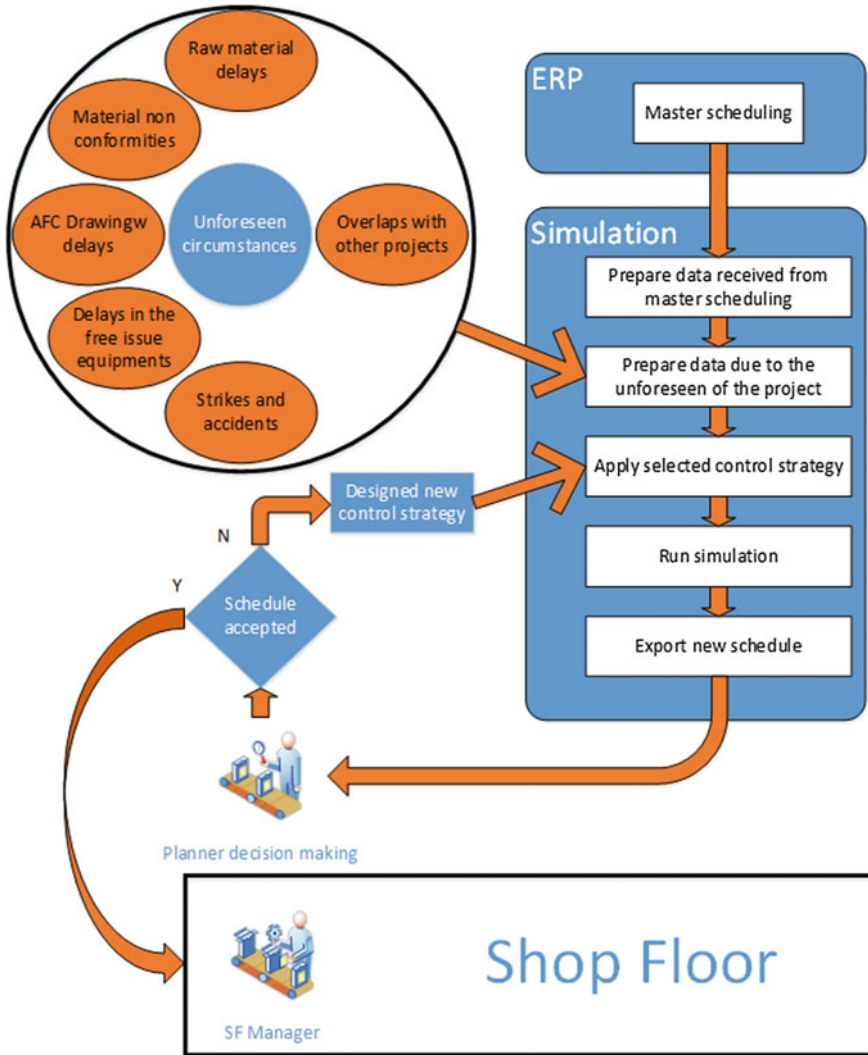 Raw material
delays
Material non
conformities
AFC Drawingw
delays
Unforeseen
circumstances
Overlaps with
other projects
Delays in the
free issue
equipments
Strikes and
accidents
ERP
Master scheduling
Simulation
Prepare data received from
master scheduling
Prepare data due to the
unforeseen of the project
Apply selected control strategy
Run simulation
Export new schedule
Designed new
control strategy
N
Y
Schedule
accepted
Planner decision making
SF Manager
Shop Floor